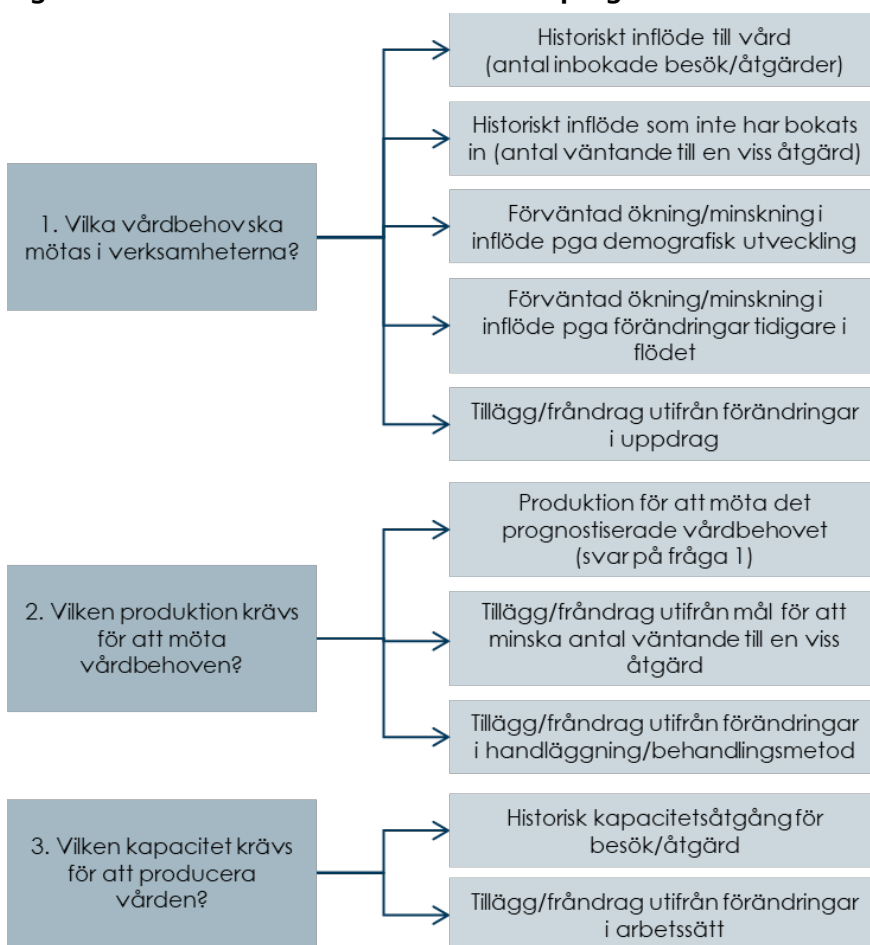 Historiskt inflöde till vård
(antal inbokade besök/åtgärder)
Historiskt inflöde som inte har bokats
in (antal väntande till en viss åtgärd)
1. Vilka vårdbehov ska
mötas i verksamheterna?
Förväntad ökning/minskning i
inflöde pga demografisk utveckling
Förväntad ökning/minskning i
inflöde pga förändringar tidigare i
flödet
Tillägg/fråndrag utifrån förändringar
i uppdrag
Produktion för att möta det
prognostiserade vårdbehovet
(svar på fråga 1)
2. Vilken produktion krävs
för att möta
vårdbehoven?
Tillägg/fråndrag utifrån mål för att
minska antal väntande till en viss
åtgärd
Tillägg/fråndrag utifrån förändringar
i handläggning/behandlingsmetod
3. Vilken kapacitet krävs
för att producera
vården?
Historisk kapacitetsåtgång för
besök/åtgärd
Tillägg/fråndrag utifrån förändringar
i arbetssätt